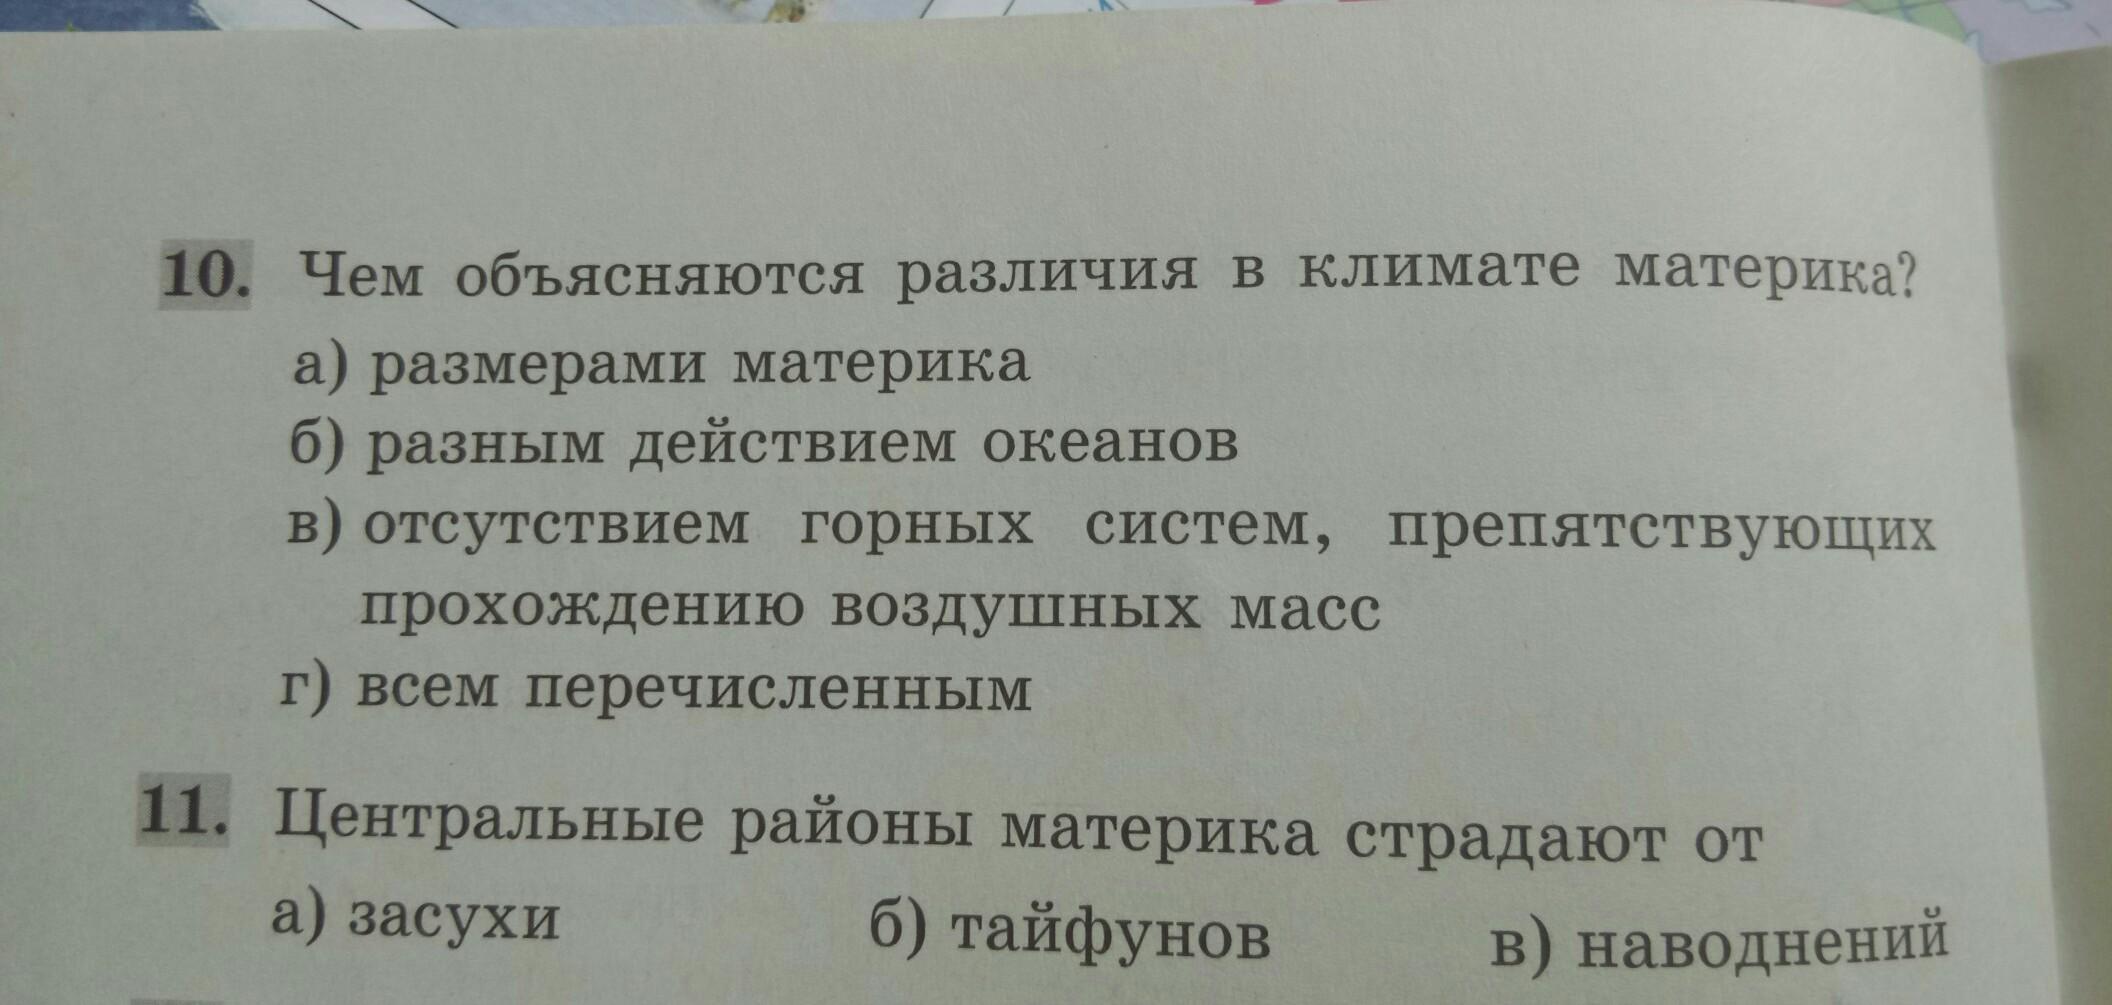 10. Чем объясняются различия в климате материка?
а) размерами материка
б) разным действием океанов
в) отсутствием горных систем, препятствующих
прохождению воздушных масс
г) всем перечисленным
11. Центральные районы материка страдают от
а) засухи б) тайфунов в) наводнений